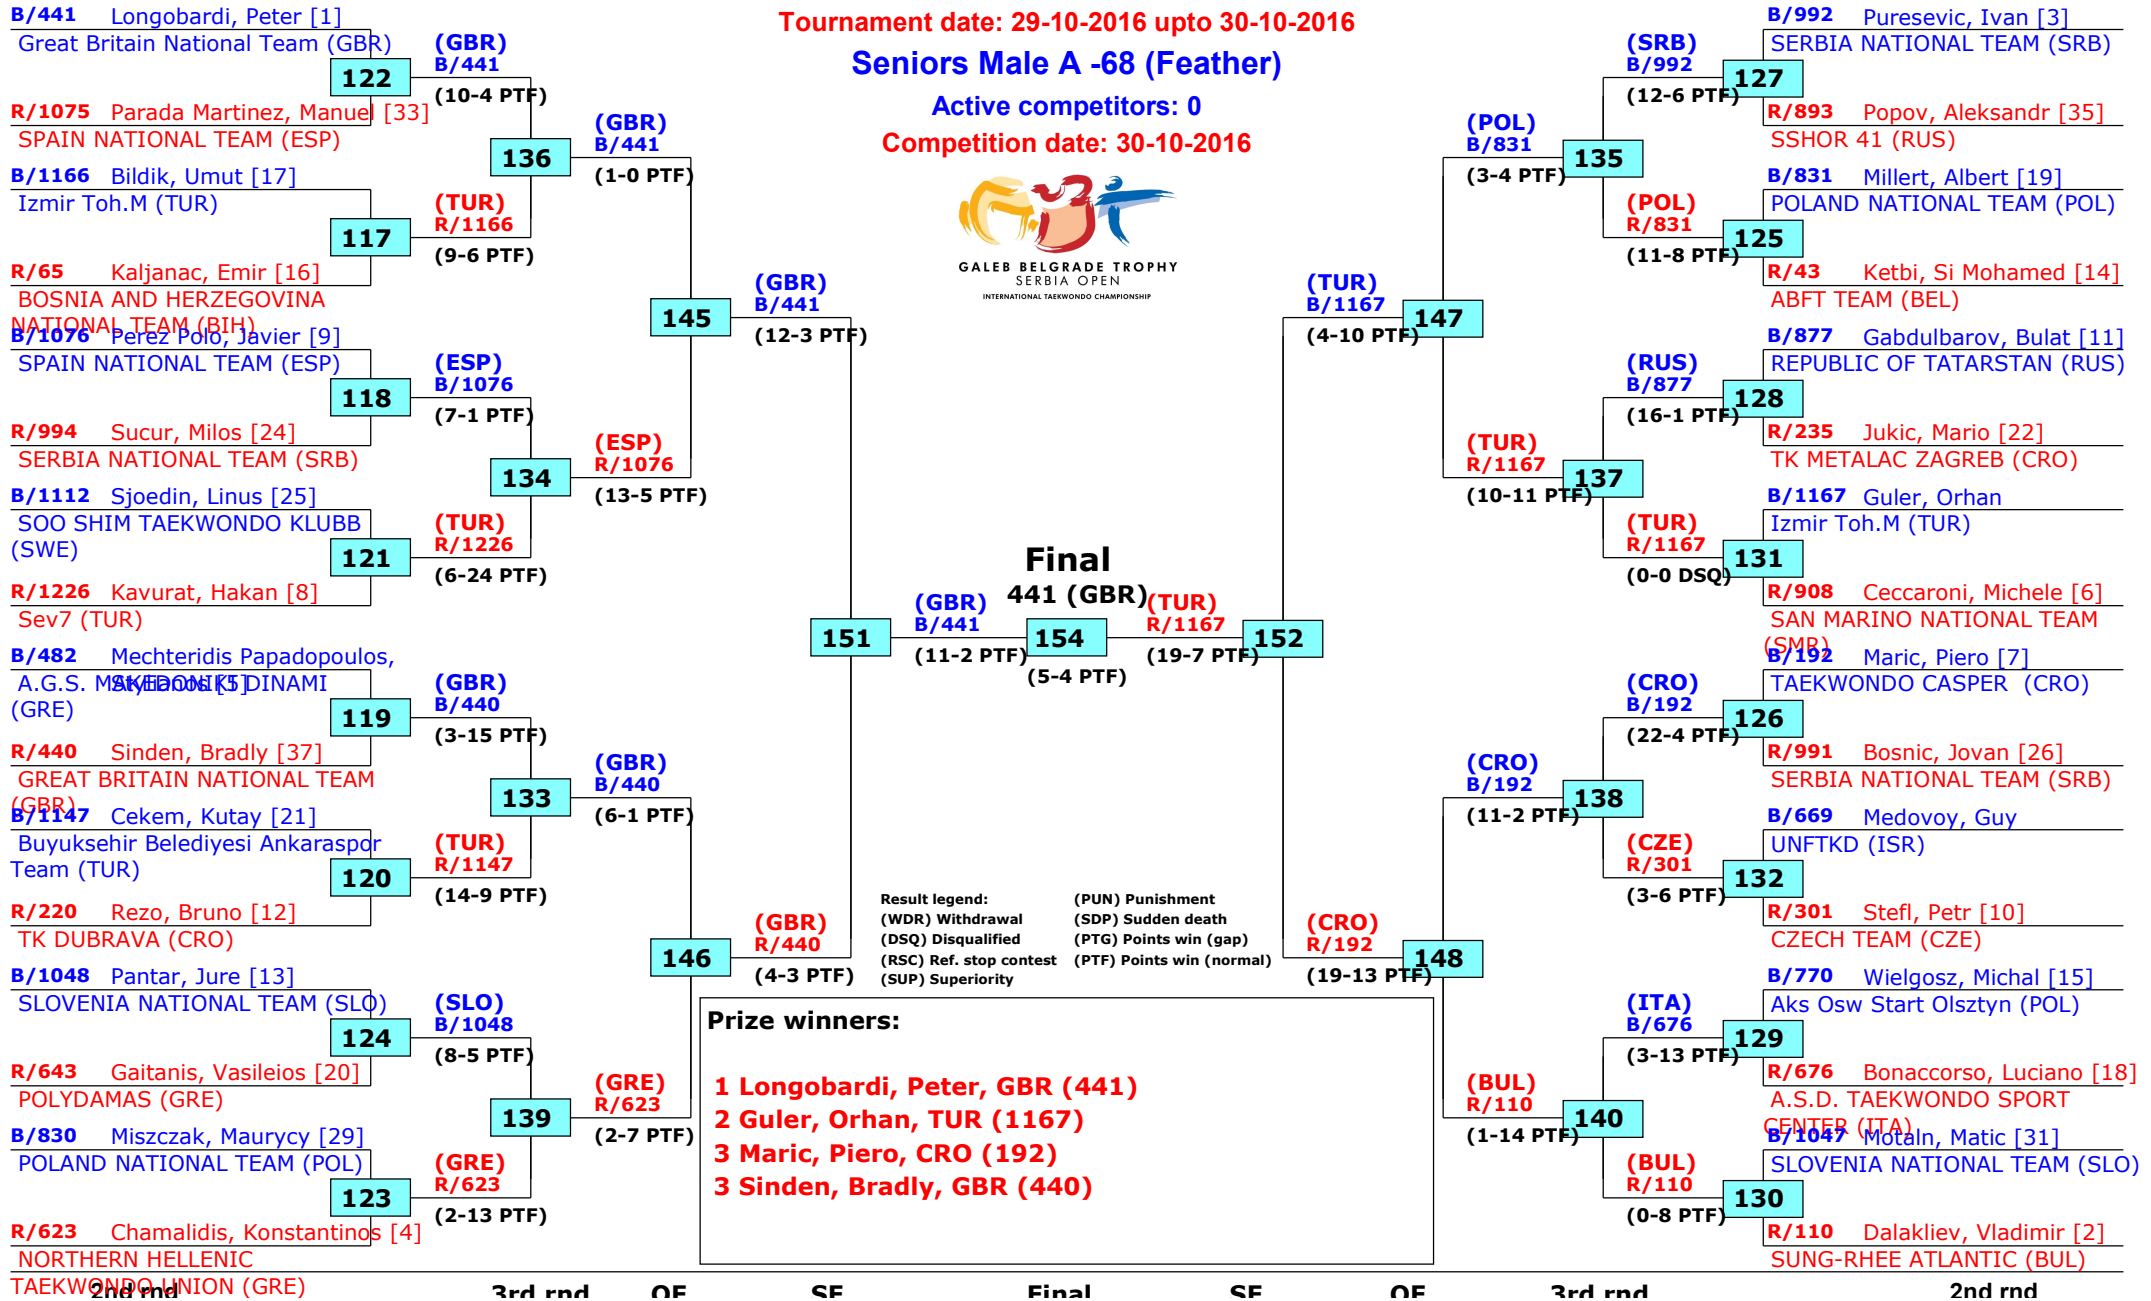 Tournament date: 29-10-2016 upto 30-10-2016
Seniors Male A -68 (Feather)
Active competitors: 0
Competition date: 30-10-2016
GALEB BELGRADE TROPHY
SERBIA OPEN
INTERNATIONAL TAEKWONDO CHAMPIONSHIP
B/441 Longobardi, Peter [1]
Great Britain National Team (GBR)
122
R/1075 Parada Martinez, Manuel [33]
SPAIN NATIONAL TEAM (ESP)
B/1166 Bildik, Umut [17]
Izmir Toh.M (TUR)
117
R/65 Kaljanac, Emir [16]
BOSNIA AND HERZEGOVINA
NATIONAL TEAM (BIH)
B/1076 Perez Polo, Javier [9]
SPAIN NATIONAL TEAM (ESP)
118
R/994 Sucur, Milos [24]
SERBIA NATIONAL TEAM (SRB)
B/1112 Sjoedin, Linus [25]
SOO SHIM TAEKWONDO KLUBB
(SWE)
121
R/1226 Kavurat, Hakan [8]
Sev7 (TUR)
B/482 Mechteridis Papadopoulos,
Stylianos [5]
A.G.S. MAKEDONIKI DINAMI
(GRE)
119
R/440 Sinden, Bradly [37]
GREAT BRITAIN NATIONAL TEAM
(GBR)
B/1147 Cekem, Kutay [21]
Buyuksehir Belediyesi Ankaraspor
Team (TUR)
120
R/220 Rezo, Bruno [12]
TK DUBRAVA (CRO)
B/1048 Pantar, Jure [13]
SLOVENIA NATIONAL TEAM (SLO)
124
R/643 Gaitanis, Vasileios [20]
POLYDAMAS (GRE)
B/830 Miszczak, Maurycy [29]
POLAND NATIONAL TEAM (POL)
123
R/623 Chamalidis, Konstantinos [4]
NORTHERN HELLENIC
TAEKWONDO UNION (GRE)
(GBR)
B/441
(10-4 PTF)
136
(TUR)
R/1166
(9-6 PTF)
(ESP)
B/1076
(7-1 PTF)
134
(TUR)
R/1226
(6-24 PTF)
(GBR)
B/440
(3-15 PTF)
133
(TUR)
R/1147
(14-9 PTF)
(SLO)
B/1048
(8-5 PTF)
139
(GRE)
R/623
(2-13 PTF)
(GBR)
B/441
(1-0 PTF)
145
(ESP)
R/1076
(13-5 PTF)
(GBR)
B/440
(6-1 PTF)
146
(GRE)
R/623
(2-7 PTF)
(GBR)
B/441
(12-3 PTF)
151
(GBR)
R/440
(4-3 PTF)
(GBR)
B/441
(11-2 PTF)
Final
441 (GBR)
154
(5-4 PTF)
(TUR)
R/1167
(19-7 PTF)
152
(TUR)
B/1167
(4-10 PTF)
147
(CRO)
R/192
(19-13 PTF)
148
(POL)
B/831
(3-4 PTF)
135
(TUR)
R/1167
(10-11 PTF)
137
(CRO)
B/192
(11-2 PTF)
138
(BUL)
R/110
(1-14 PTF)
140
(SRB)
B/992
(12-6 PTF)
(POL)
R/831
(11-8 PTF)
(RUS)
B/877
(16-1 PTF)
(TUR)
R/1167
(0-0 DSQ)
(CRO)
B/192
(22-4 PTF)
(CZE)
R/301
(3-6 PTF)
(ITA)
B/676
(3-13 PTF)
(BUL)
R/110
(0-8 PTF)
B/992 Puresevic, Ivan [3]
SERBIA NATIONAL TEAM (SRB)
127
R/893 Popov, Aleksandr [35]
SSHOR 41 (RUS)
B/831 Millert, Albert [19]
POLAND NATIONAL TEAM (POL)
125
R/43 Ketbi, Si Mohamed [14]
ABFT TEAM (BEL)
B/877 Gabdulbarov, Bulat [11]
REPUBLIC OF TATARSTAN (RUS)
128
R/235 Jukic, Mario [22]
TK METALAC ZAGREB (CRO)
B/1167 Guler, Orhan
Izmir Toh.M (TUR)
131
R/908 Ceccaroni, Michele [6]
SAN MARINO NATIONAL TEAM
(SMR)
B/192 Maric, Piero [7]
TAEKWONDO CASPER (CRO)
126
R/991 Bosnic, Jovan [26]
SERBIA NATIONAL TEAM (SRB)
B/669 Medovoy, Guy
UNFTKD (ISR)
132
R/301 Stefl, Petr [10]
CZECH TEAM (CZE)
B/770 Wielgosz, Michal [15]
Aks Osw Start Olsztyn (POL)
129
R/676 Bonaccorso, Luciano [18]
A.S.D. TAEKWONDO SPORT
CENTER (ITA)
B/1047 Motaln, Matic [31]
SLOVENIA NATIONAL TEAM (SLO)
130
R/110 Dalakliev, Vladimir [2]
SUNG-RHEE ATLANTIC (BUL)
Result legend:
(WDR) Withdrawal
(DSQ) Disqualified
(RSC) Ref. stop contest
(SUP) Superiority
(PUN) Punishment
(SDP) Sudden death
(PTG) Points win (gap)
(PTF) Points win (normal)
Prize winners:
1 Longobardi, Peter, GBR (441)
2 Guler, Orhan, TUR (1167)
3 Maric, Piero, CRO (192)
3 Sinden, Bradly, GBR (440)
2nd rnd 3rd rnd QF SF Final SF QF 3rd rnd 2nd rnd